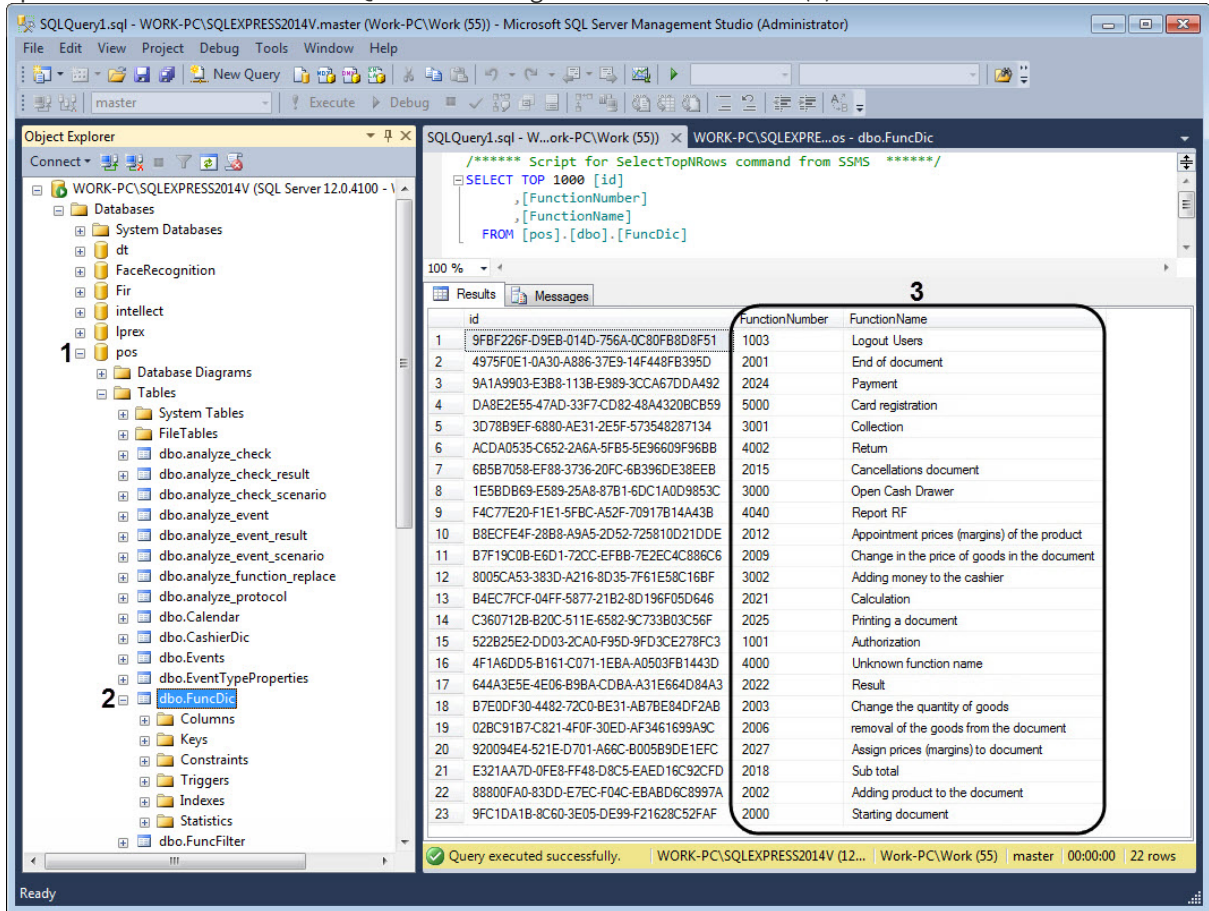 SQLQuery1.sql - WORK-PC\SQLEXPRESS2014V.master (Work-PC\Work (55)) - Microsoft SQL Server Management Studio (Administrator)
File Edit View Project Debug Tools Window Help
New Query
master Execute Debug
Object Explorer
Connect
WORK-PC\SQLEXPRESS2014V (SQL Server 12.0.4100 - \
Databases
System Databases
dt
FaceRecognition
Fir
intellect
lprex
1 pos
Database Diagrams
Tables
System Tables
FileTables
dbo.analyze_check
dbo.analyze_check_result
dbo.analyze_check_scenario
dbo.analyze_event
dbo.analyze_event_result
dbo.analyze_event_scenario
dbo.analyze_function_replace
dbo.analyze_protocol
dbo.Calendar
dbo.CashierDic
dbo.Events
dbo.EventTypeProperties
2 dbo.FuncDic
Columns
Keys
Constraints
Triggers
Indexes
Statistics
dbo.FuncFilter
SQLQuery1.sql - W...ork-PC\Work (55)) WORK-PC\SQLEXPRE...os - dbo.FuncDic
/****** Script for SelectTopNRows command from SSMS ******/
SELECT TOP 1000 [id]
,[FunctionNumber]
,[FunctionName]
FROM [pos].[dbo].[FuncDic]
100 %
Results Messages
3
id FunctionNumber FunctionName
1 9FBF226F-D9EB-014D-756A-0C80FB8D8F51 1003 Logout Users
2 4975F0E1-0A30-A886-37E9-14F448FB395D 2001 End of document
3 9A1A9903-E3B8-113B-E989-3CCA67DDA492 2024 Payment
4 DA8E2E55-47AD-33F7-CD82-48A4320BCB59 5000 Card registration
5 3D78B9EF-6880-AE31-2E5F-573548287134 3001 Collection
6 ACDA0535-C652-2A6A-5FB5-5E96609F96BB 4002 Return
7 6B5B7058-EF88-3736-20FC-6B396DE38EEB 2015 Cancellations document
8 1E5BDB69-E589-25A8-87B1-6DC1A0D9853C 3000 Open Cash Drawer
9 F4C77E20-F1E1-5FBC-A52F-70917B14A43B 4040 Report RF
10 B8ECFE4F-28B8-A9A5-2D52-725810D21DDE 2012 Appointment prices (margins) of the product
11 B7F19C0B-E6D1-72CC-EFBB-7E2EC4C886C6 2009 Change in the price of goods in the document
12 8005CA53-383D-A216-8D35-7F61E58C16BF 3002 Adding money to the cashier
13 B4EC7FCF-04FF-5877-21B2-8D196F05D646 2021 Calculation
14 C360712B-B20C-511E-6582-9C733B03C56F 2025 Printing a document
15 522B25E2-DD03-2CA0-F95D-9FD3CE278FC3 1001 Authorization
16 4F1A6DD5-B161-C071-1EBA-A0503FB1443D 4000 Unknown function name
17 644A3E5E-4E06-B9BA-CDBA-A31E664D84A3 2022 Result
18 B7E0DF30-4482-72C0-BE31-AB7BE84DF2AB 2003 Change the quantity of goods
19 02BC91B7-C821-4F0F-30ED-AF3461699A9C 2006 removal of the goods from the document
20 920094E4-521E-D701-A66C-B005B9DE1EFC 2027 Assign prices (margins) to document
21 E321AA7D-0FE8-FF48-D8C5-EAED16C92CFD 2018 Sub total
22 88800FA0-83DD-E7EC-F04C-EBABD6C8997A 2002 Adding product to the document
23 9FC1DA1B-8C60-3E05-DE99-F21628C52FAF 2000 Starting document
Query executed successfully. WORK-PC\SQLEXPRESS2014V (12... Work-PC\Work (55) master 00:00:00 22 rows
Ready